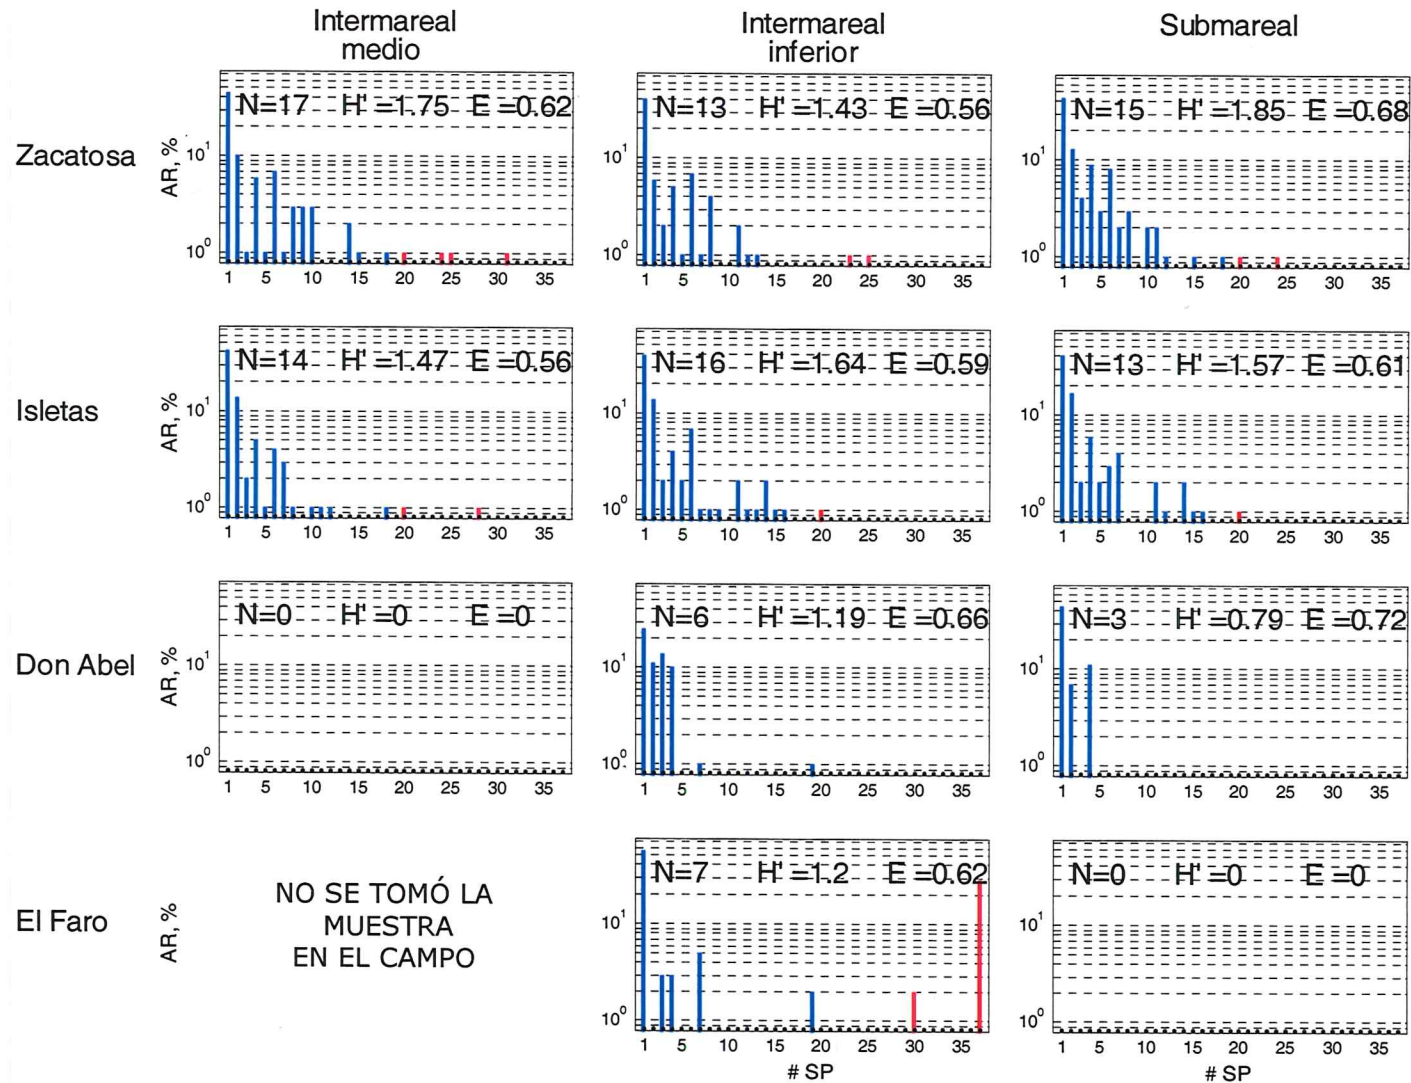 Intermareal
medio
Intermareal
inferior
Submareal
Zacatosa
AR, %
10¹
10⁰
N=17 H' =1.75 E =0.62
1 5 10 15 20 25 30 35
10¹
10⁰
N=13 H' =1.43 E =0.56
1 5 10 15 20 25 30 35
10¹
10⁰
N=15 H' =1.85 E =0.68
1 5 10 15 20 25 30 35
Isletas
AR, %
10¹
10⁰
N=14 H' =1.47 E =0.56
1 5 10 15 20 25 30 35
10¹
10⁰
N=16 H' =1.64 E =0.59
1 5 10 15 20 25 30 35
10¹
10⁰
N=13 H' =1.57 E =0.61
1 5 10 15 20 25 30 35
Don Abel
AR, %
10¹
10⁰
N=0 H' =0 E =0
1 5 10 15 20 25 30 35
10¹
10⁰
N=6 H' =1.19 E =0.66
1 5 10 15 20 25 30 35
10¹
10⁰
N=3 H' =0.79 E =0.72
1 5 10 15 20 25 30 35
El Faro
AR, %
NO SE TOMÓ LA
MUESTRA
EN EL CAMPO
10¹
10⁰
N=7 H' =1.2 E =0.62
1 5 10 15 20 25 30 35
# SP
10¹
10⁰
N=0 H' =0 E =0
1 5 10 15 20 25 30 35
# SP